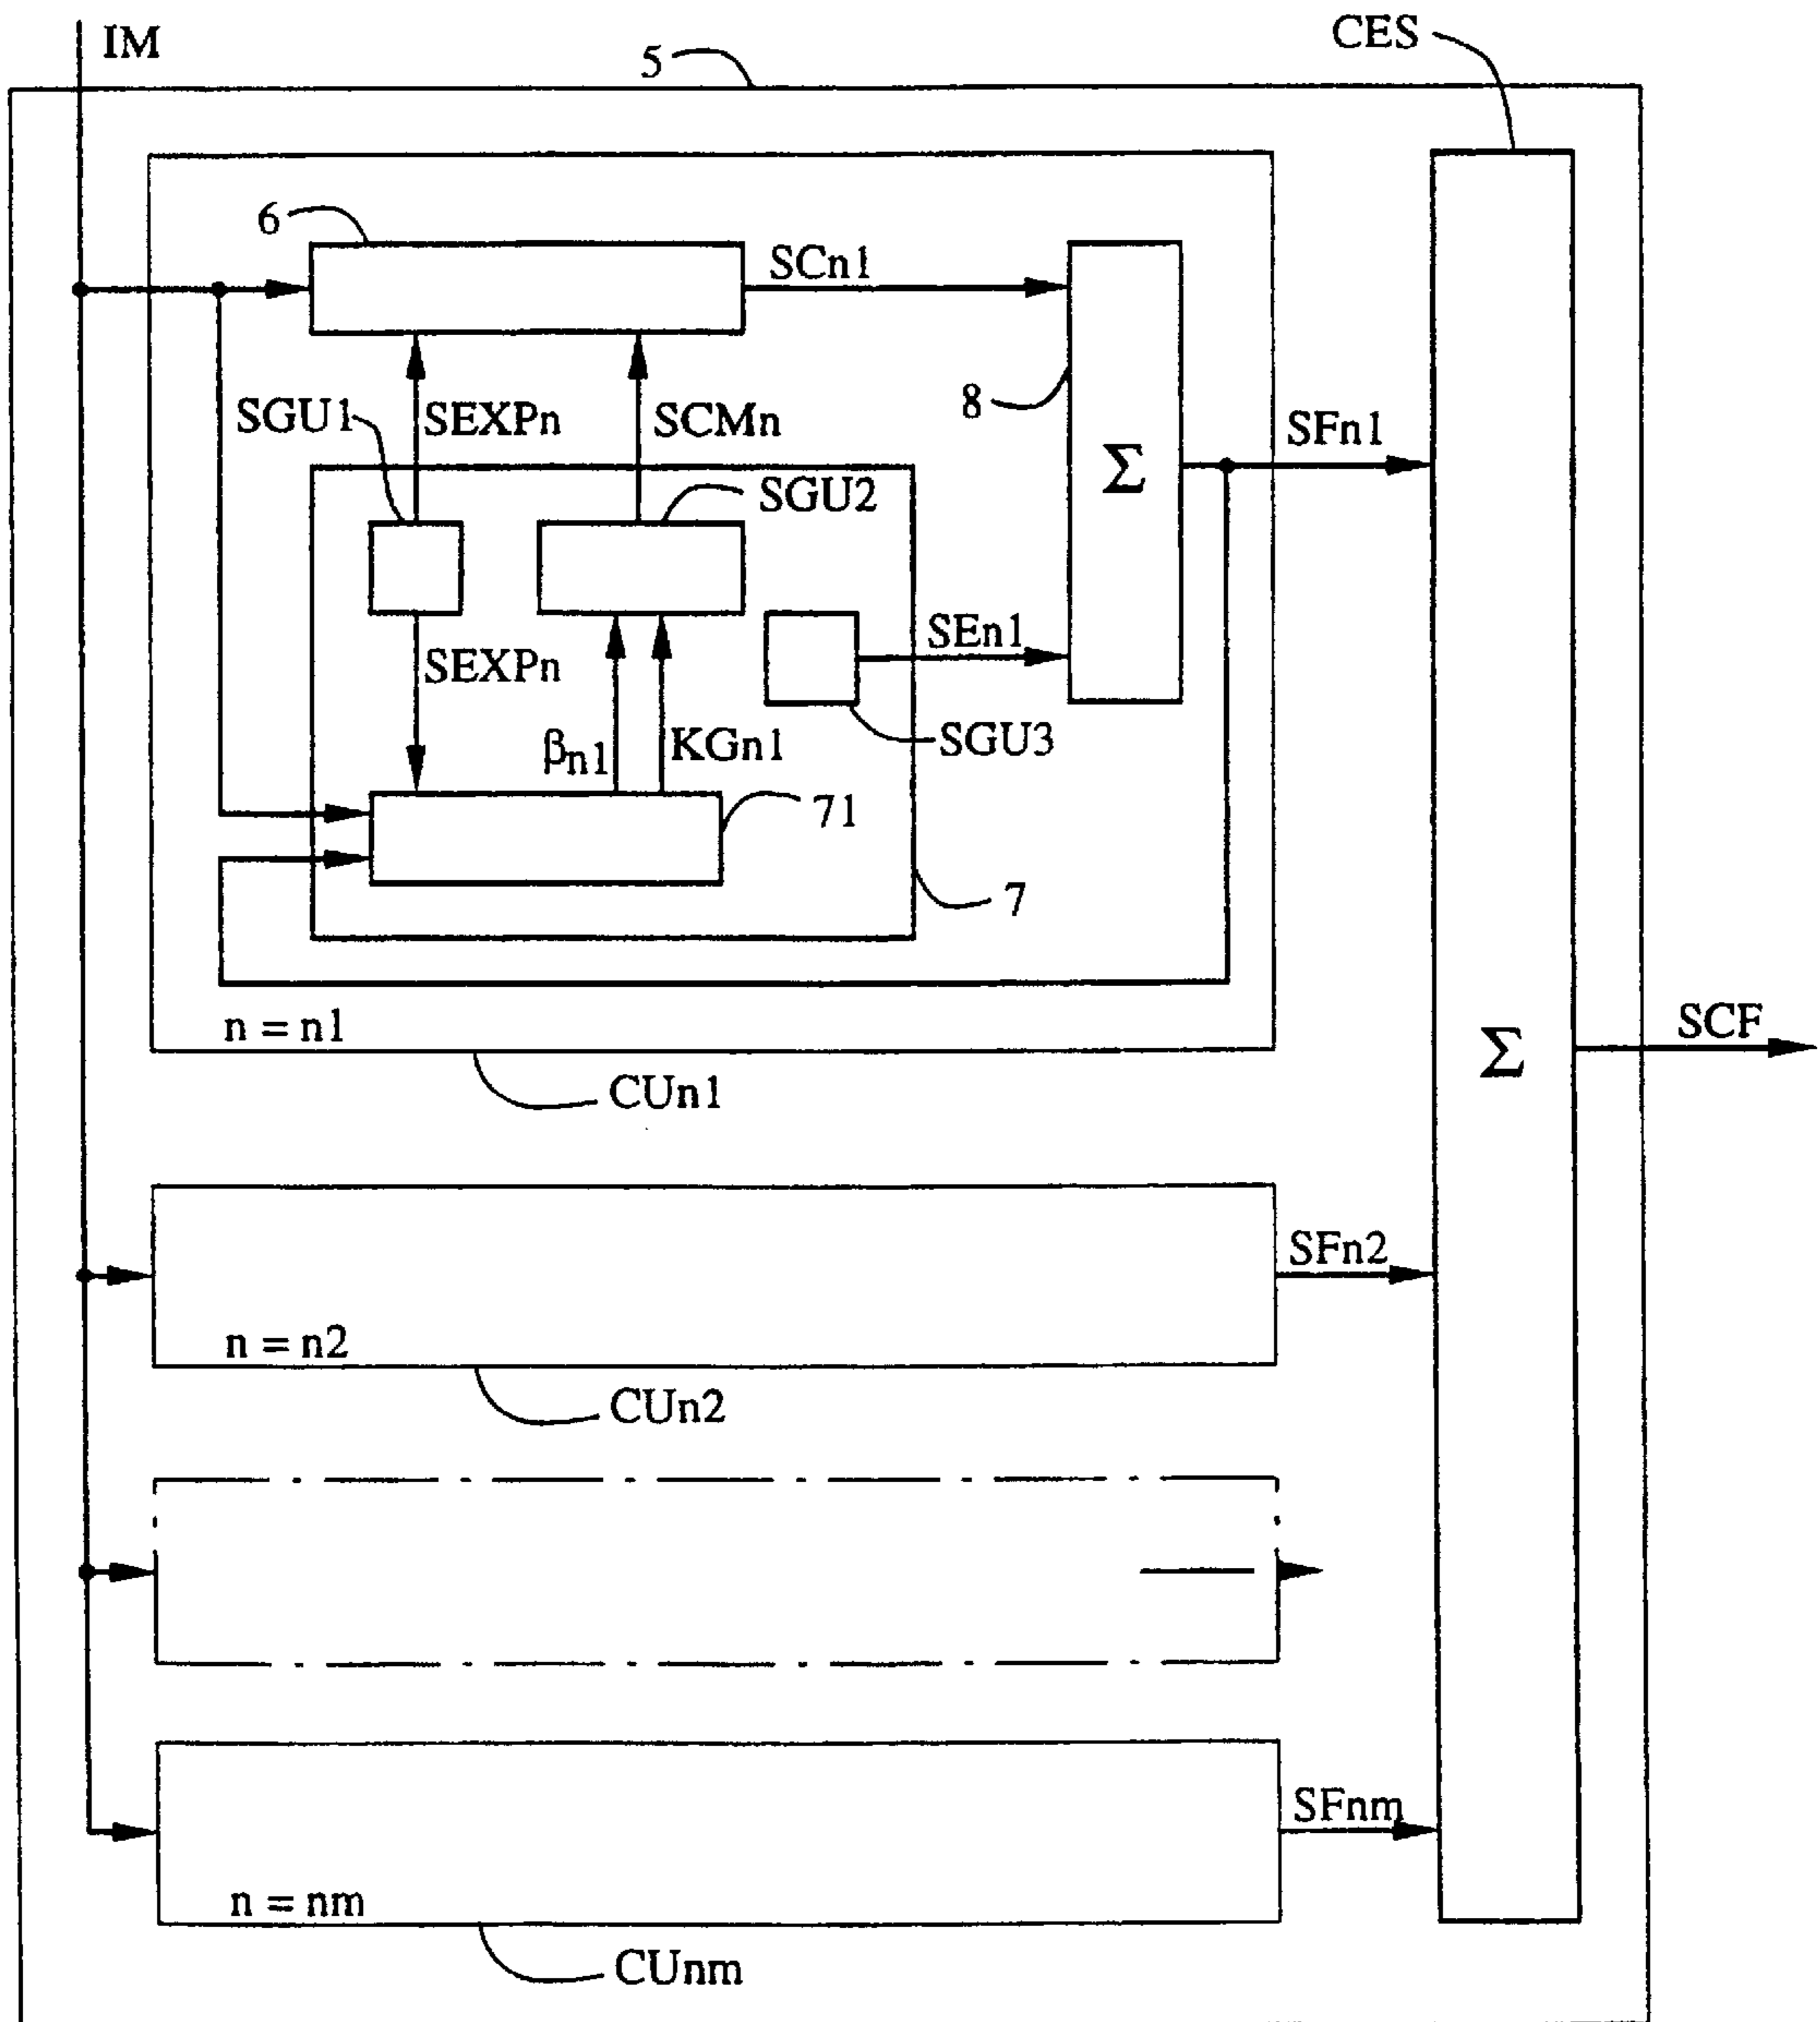 IM
5
CES
6
SCn1
SGU1
SEXPn
SCMn
8
Σ
SFn1
SGU2
SEXPn
SEn1
βn1
KGn1
SGU3
71
7
n = n1
CUn1
Σ
SCF
SFn2
n = n2
CUn2
SFnm
n = nm
CUnm